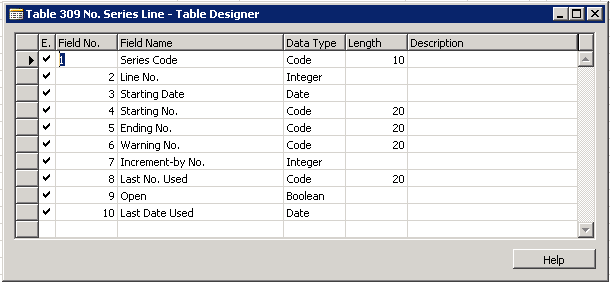 Table 309 No. Series Line - Table Designer
E. Field No. Field Name Data Type Length Description
1 Series Code Code 10
2 Line No. Integer
3 Starting Date Date
4 Starting No. Code 20
5 Ending No. Code 20
6 Warning No. Code 20
7 Increment-by No. Integer
8 Last No. Used Code 20
9 Open Boolean
10 Last Date Used Date
Help